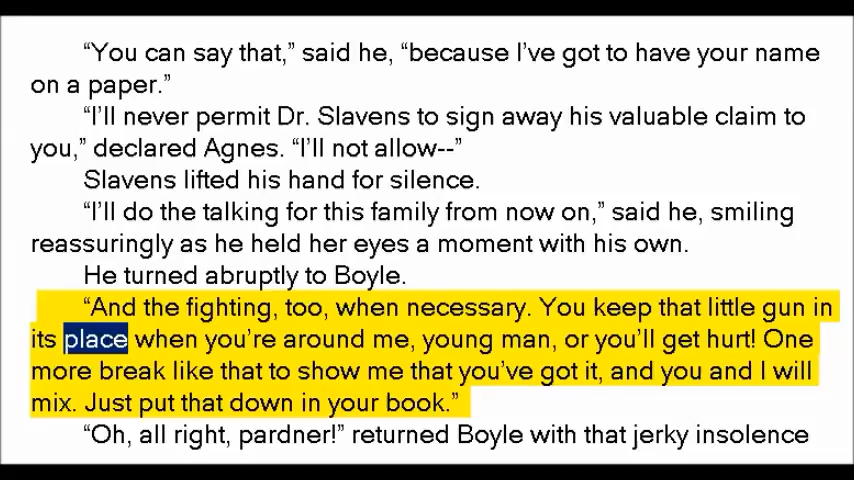 “You can say that,” said he, “because I’ve got to have your name
on a paper.”
“I’ll never permit Dr. Slavens to sign away his valuable claim to
you,” declared Agnes. “I’ll not allow--”
Slavens lifted his hand for silence.
“I’ll do the talking for this family from now on,” said he, smiling
reassuringly as he held her eyes a moment with his own.
He turned abruptly to Boyle.
“And the fighting, too, when necessary. You keep that little gun in
its place when you’re around me, young man, or you’ll get hurt! One
more break like that to show me that you’ve got it, and you and I will
mix. Just put that down in your book.”
“Oh, all right, pardner!” returned Boyle with that jerky insolence